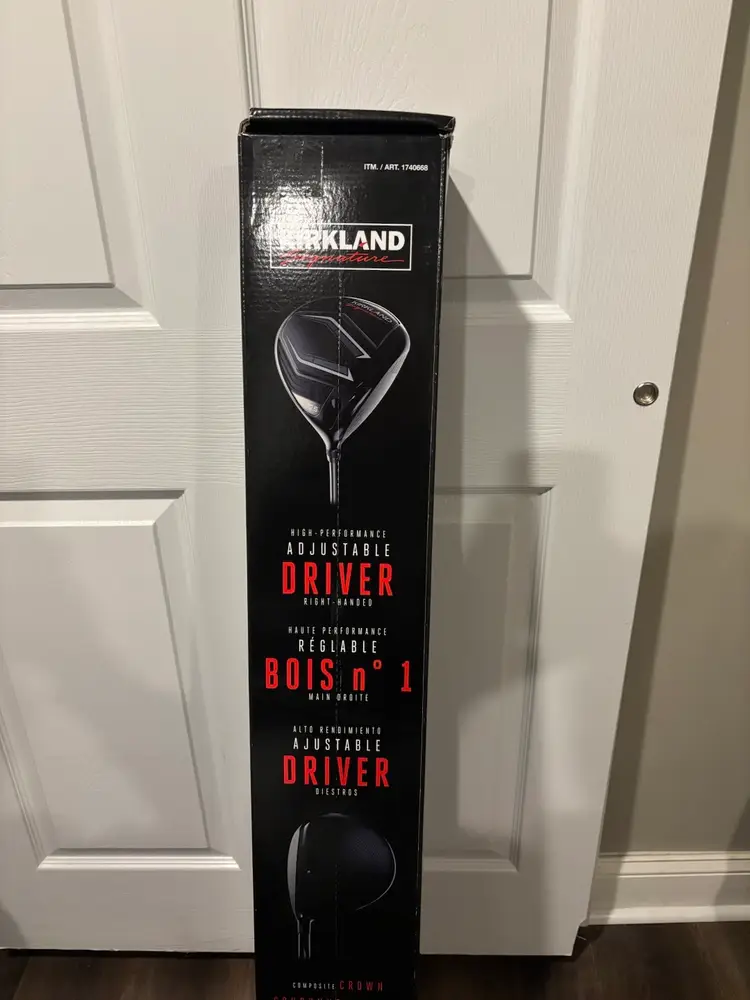 ITM. / ART. 1740668
KIRKLAND
Signature
KIRKLAND
HIGH-PERFORMANCE
ADJUSTABLE
DRIVER
RIGHT-HANDED
HAUTE PERFORMANCE
RÉGLABLE
BOIS n° 1
MAIN DROITE
ALTO RENDIMIENTO
AJUSTABLE
DRIVER
DIESTROS
COMPOSITE CROWN